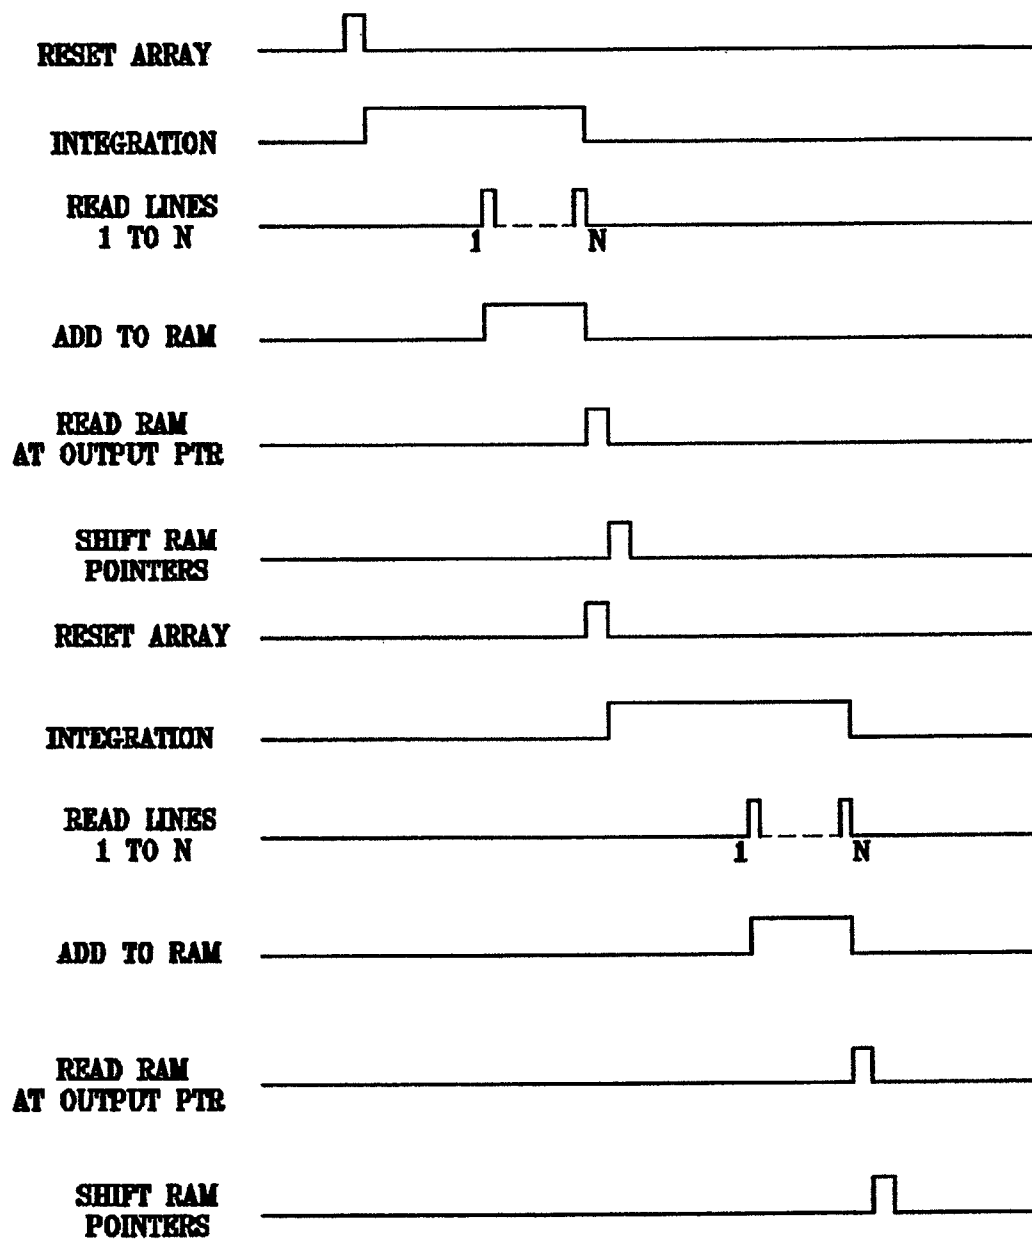 RESET ARRAY
INTEGRATION
READ LINES
1 TO N
1
N
ADD TO RAM
READ RAM
AT OUTPUT PTR
SHIFT RAM
POINTERS
RESET ARRAY
INTEGRATION
READ LINES
1 TO N
1
N
ADD TO RAM
READ RAM
AT OUTPUT PTR
SHIFT RAM
POINTERS